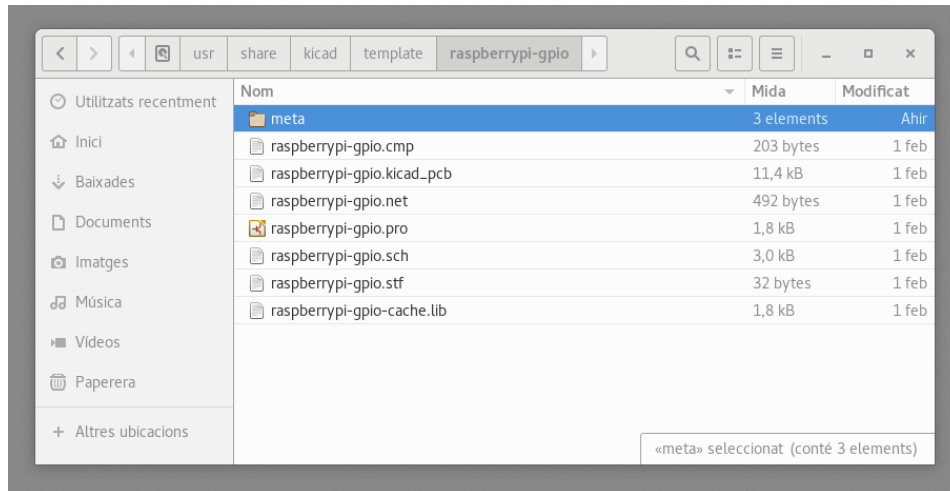 usr share kicad template raspberrypi-gpio
Nom Mida Modificat
Utilitzats recentment
Inici
Baixades
Documents
Imatges
Música
Vídeos
Paperera
Altres ubicacions
meta 3 elements Ahir
raspberrypi-gpio.cmp 203 bytes 1 feb
raspberrypi-gpio.kicad_pcb 11,4 kB 1 feb
raspberrypi-gpio.net 492 bytes 1 feb
raspberrypi-gpio.pro 1,8 kB 1 feb
raspberrypi-gpio.sch 3,0 kB 1 feb
raspberrypi-gpio.stf 32 bytes 1 feb
raspberrypi-gpio-cache.lib 1,8 kB 1 feb
«meta» seleccionat (conté 3 elements)